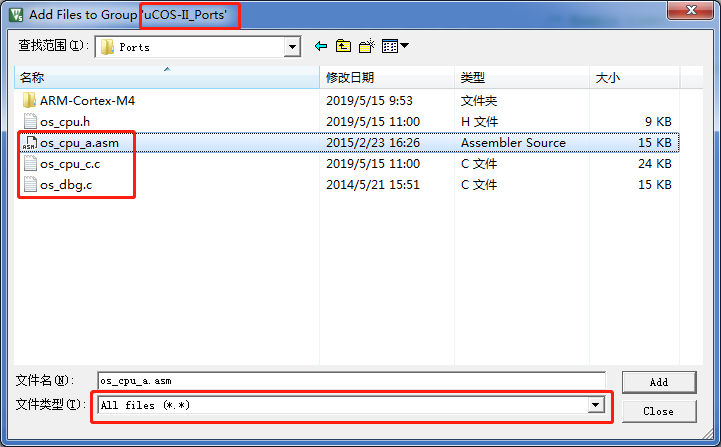 Add Files to Group 'uCOS-II_Ports'
查找范围(I): Ports
名称 修改日期 类型 大小
ARM-Cortex-M4 2019/5/15 9:53 文件夹
os_cpu.h 2019/5/15 11:00 H 文件 9 KB
os_cpu_a.asm 2015/2/23 16:26 Assembler Source 15 KB
os_cpu_c.c 2019/5/15 11:00 C 文件 24 KB
os_dbg.c 2014/5/21 15:51 C 文件 15 KB
文件名(N): os_cpu_a.asm Add
文件类型(T): All files (*.*) Close